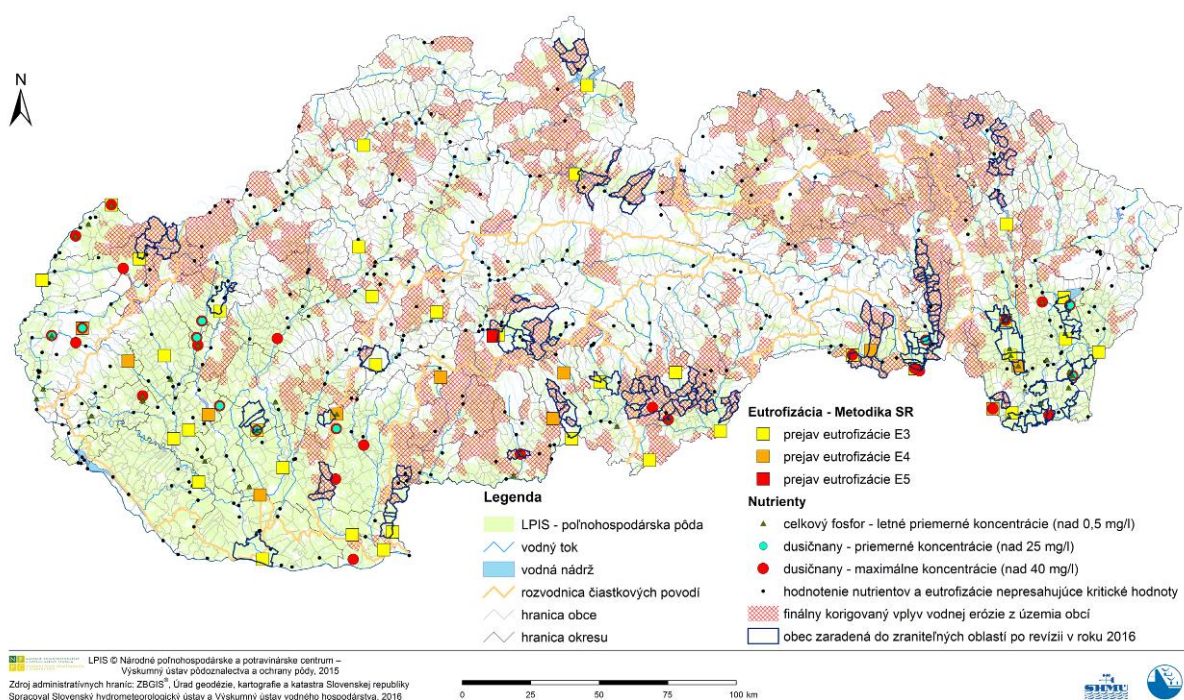 N
Eutrofizácia - Metodika SR
prejav eutrofizácie E3
prejav eutrofizácie E4
prejav eutrofizácie E5
Legenda
LPIS - poľnohospodárska pôda
vodný tok
vodná nádrž
rozvodnica čiastkových povodí
hranica obce
hranica okresu
Nutrienty
celkový fosfor - letné priemerné koncentrácie (nad 0,5 mg/l)
dusičnany - priemerné koncentrácie (nad 25 mg/l)
dusičnany - maximálne koncentrácie (nad 40 mg/l)
hodnotenie nutrientov a eutrofizácie nepresahujúce kritické hodnoty
finálny korigovaný vplyv vodnej erózie z územia obcí
obec zaradená do zraniteľných oblastí po revízii v roku 2016
LPIS © Národné poľnohospodárske a potravinárske centrum –
Výskumný ústav pôdoznalectva a ochrany pôdy, 2015
Zdroj administratívnych hraníc: ZBGIS®, Úrad geodézie, kartografie a katastra Slovenskej republiky
Spracoval Slovenský hydrometeorologický ústav a Výskumný ústav vodného hospodárstva, 2016
0 25 50 75 100 km
SHMÚ